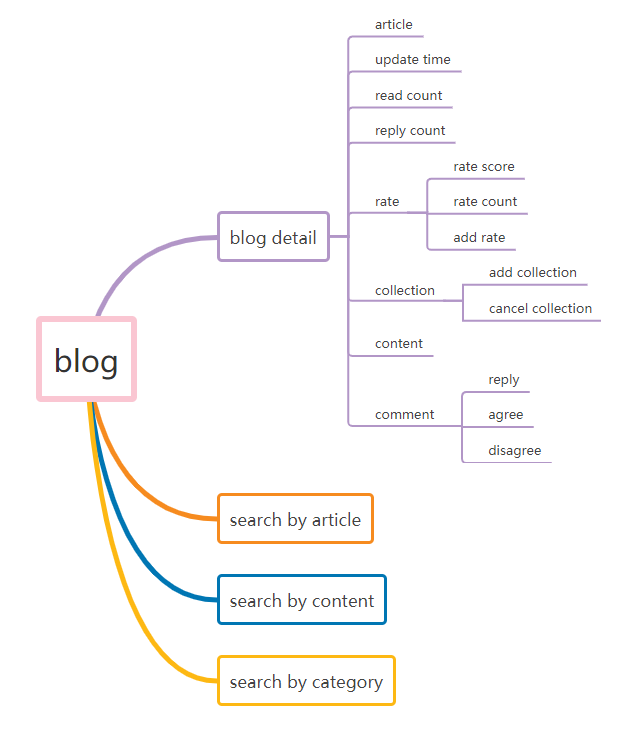 blog
blog detail
article
update time
read count
reply count
rate
rate score
rate count
add rate
collection
add collection
cancel collection
content
comment
reply
agree
disagree
search by article
search by content
search by category